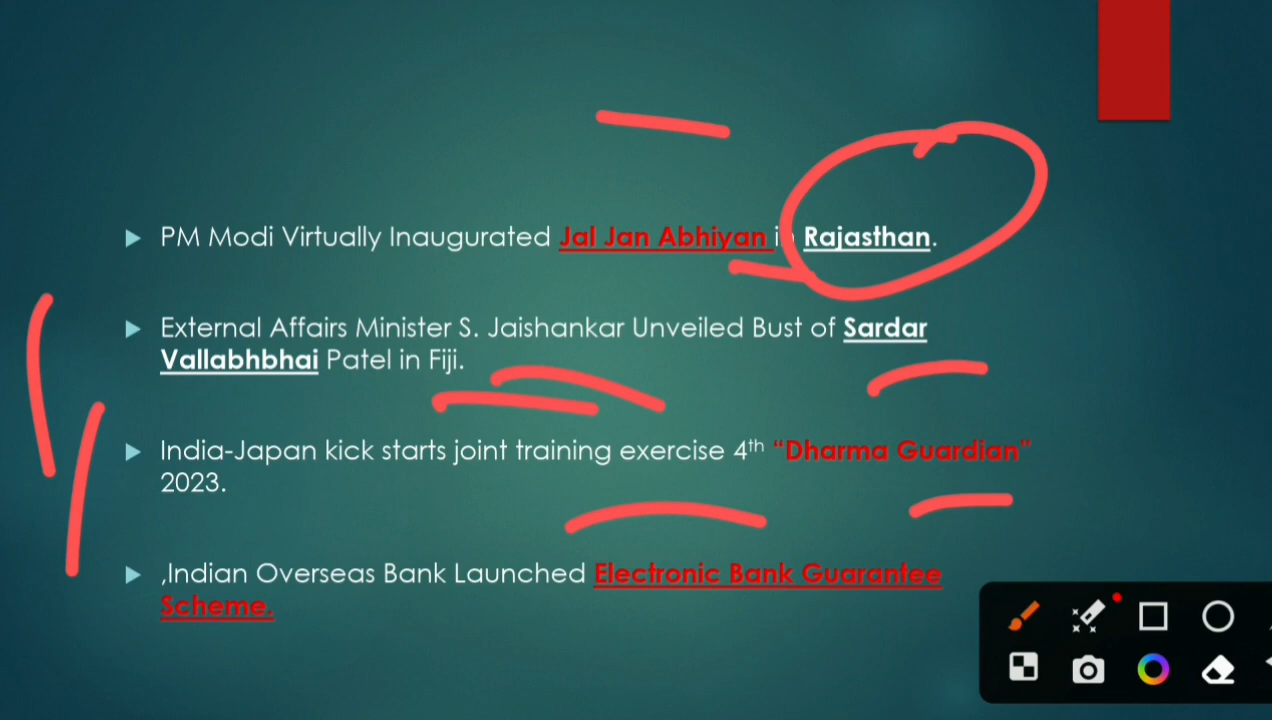 PM Modi Virtually Inaugurated Jal Jan Abhiyan in Rajasthan.
External Affairs Minister S. Jaishankar Unveiled Bust of Sardar
Vallabhbhai Patel in Fiji.
India-Japan kick starts joint training exercise 4th “Dharma Guardian”
2023.
,Indian Overseas Bank Launched Electronic Bank Guarantee
Scheme.